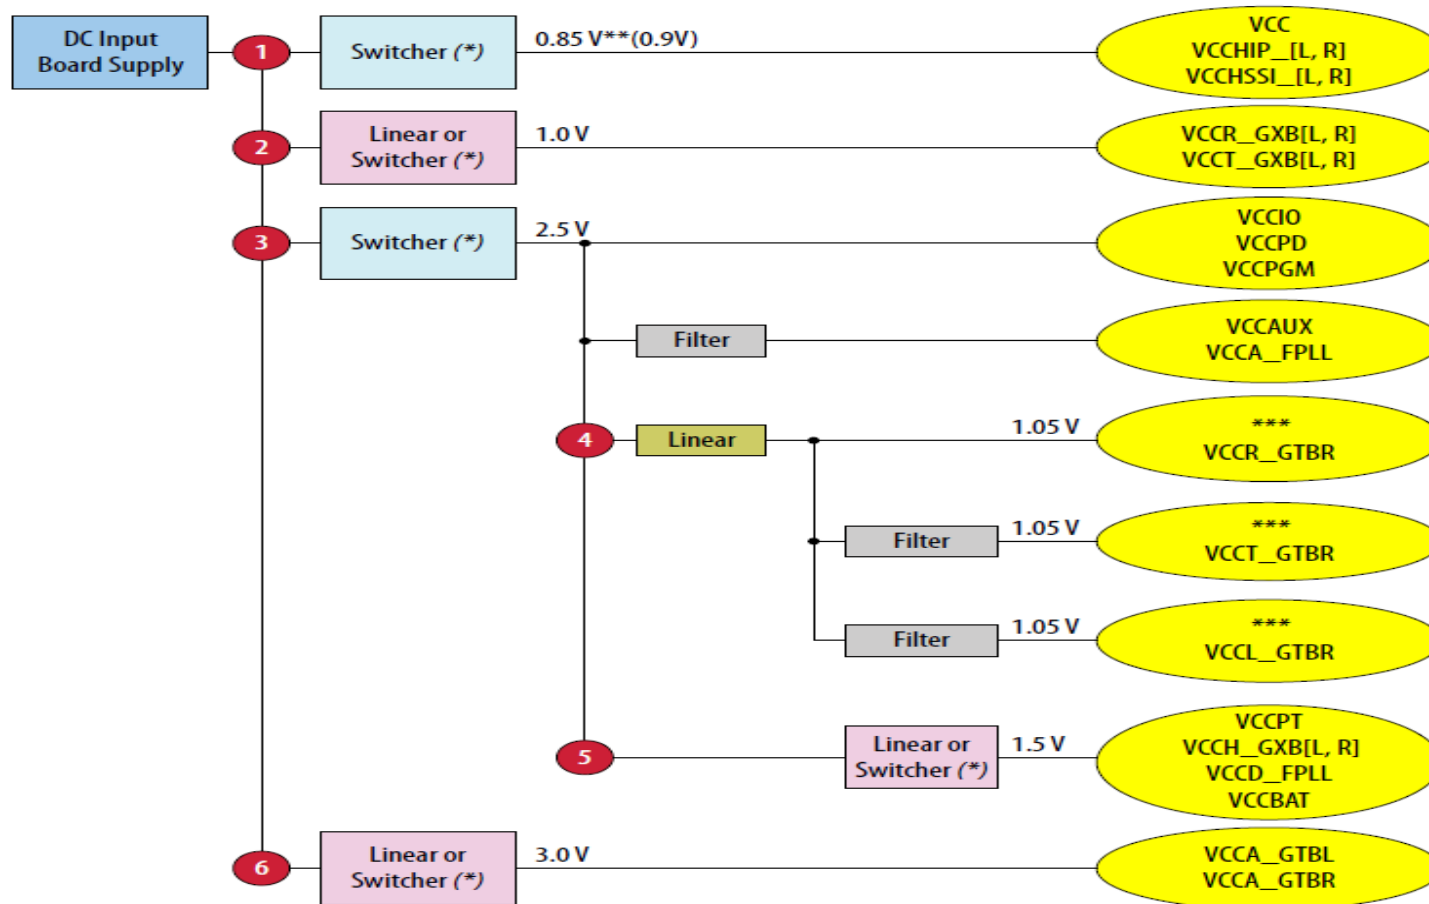 DC Input
Board Supply
1
Switcher (*)
0.85 V**(0.9V)
VCC
VCCHIP_[L, R]
VCCHSSI_[L, R]
2
Linear or
Switcher (*)
1.0 V
VCCR_GXB[L, R]
VCCT_GXB[L, R]
3
Switcher (*)
2.5 V
VCCIO
VCCPD
VCCPGM
Filter
VCCAUX
VCCA_FPLL
4
Linear
1.05 V
***
VCCR_GTBR
Filter
1.05 V
***
VCCT_GTBR
Filter
1.05 V
***
VCCL_GTBR
5
Linear or
Switcher (*)
1.5 V
VCCPT
VCCH_GXB[L, R]
VCCD_FPLL
VCCBAT
6
Linear or
Switcher (*)
3.0 V
VCCA_GTBL
VCCA_GTBR